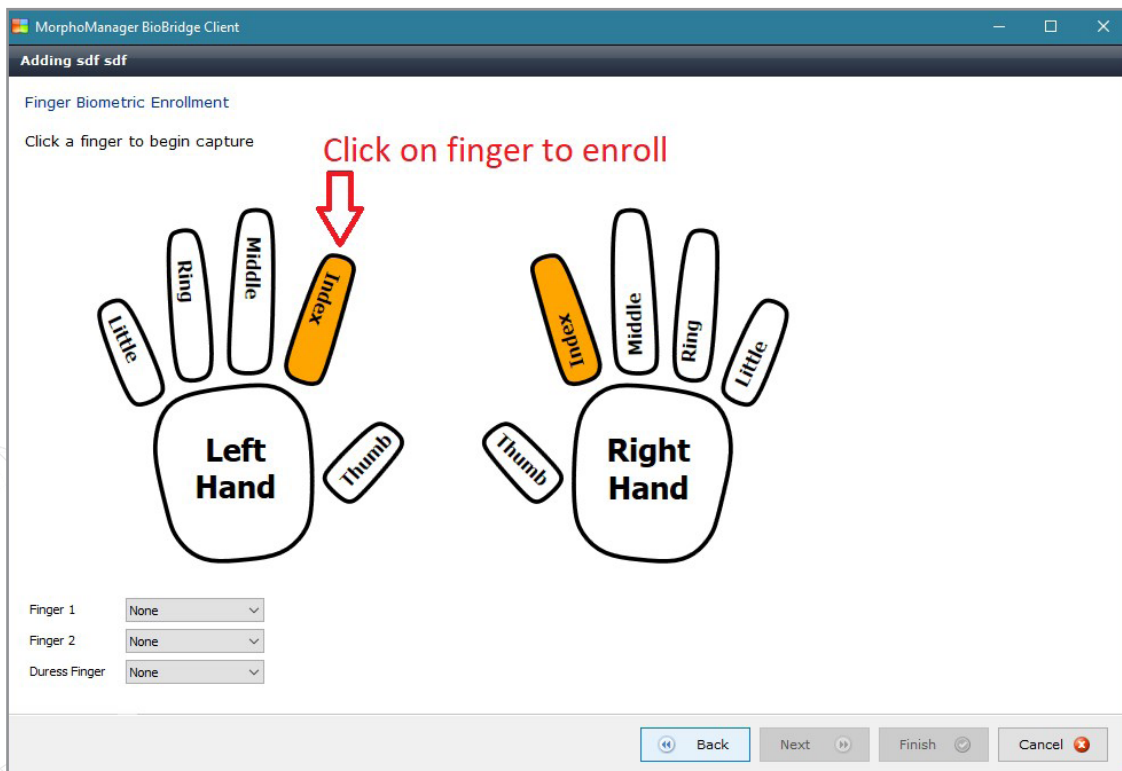 MorphoManager BioBridge Client
Adding sdf sdf
Finger Biometric Enrollment
Click a finger to begin capture
Click on finger to enroll
Little
Ring
Middle
Index
Thumb
Left
Hand
Thumb
Index
Middle
Ring
Little
Right
Hand
Finger 1 None
Finger 2 None
Duress Finger None
Back Next Finish Cancel